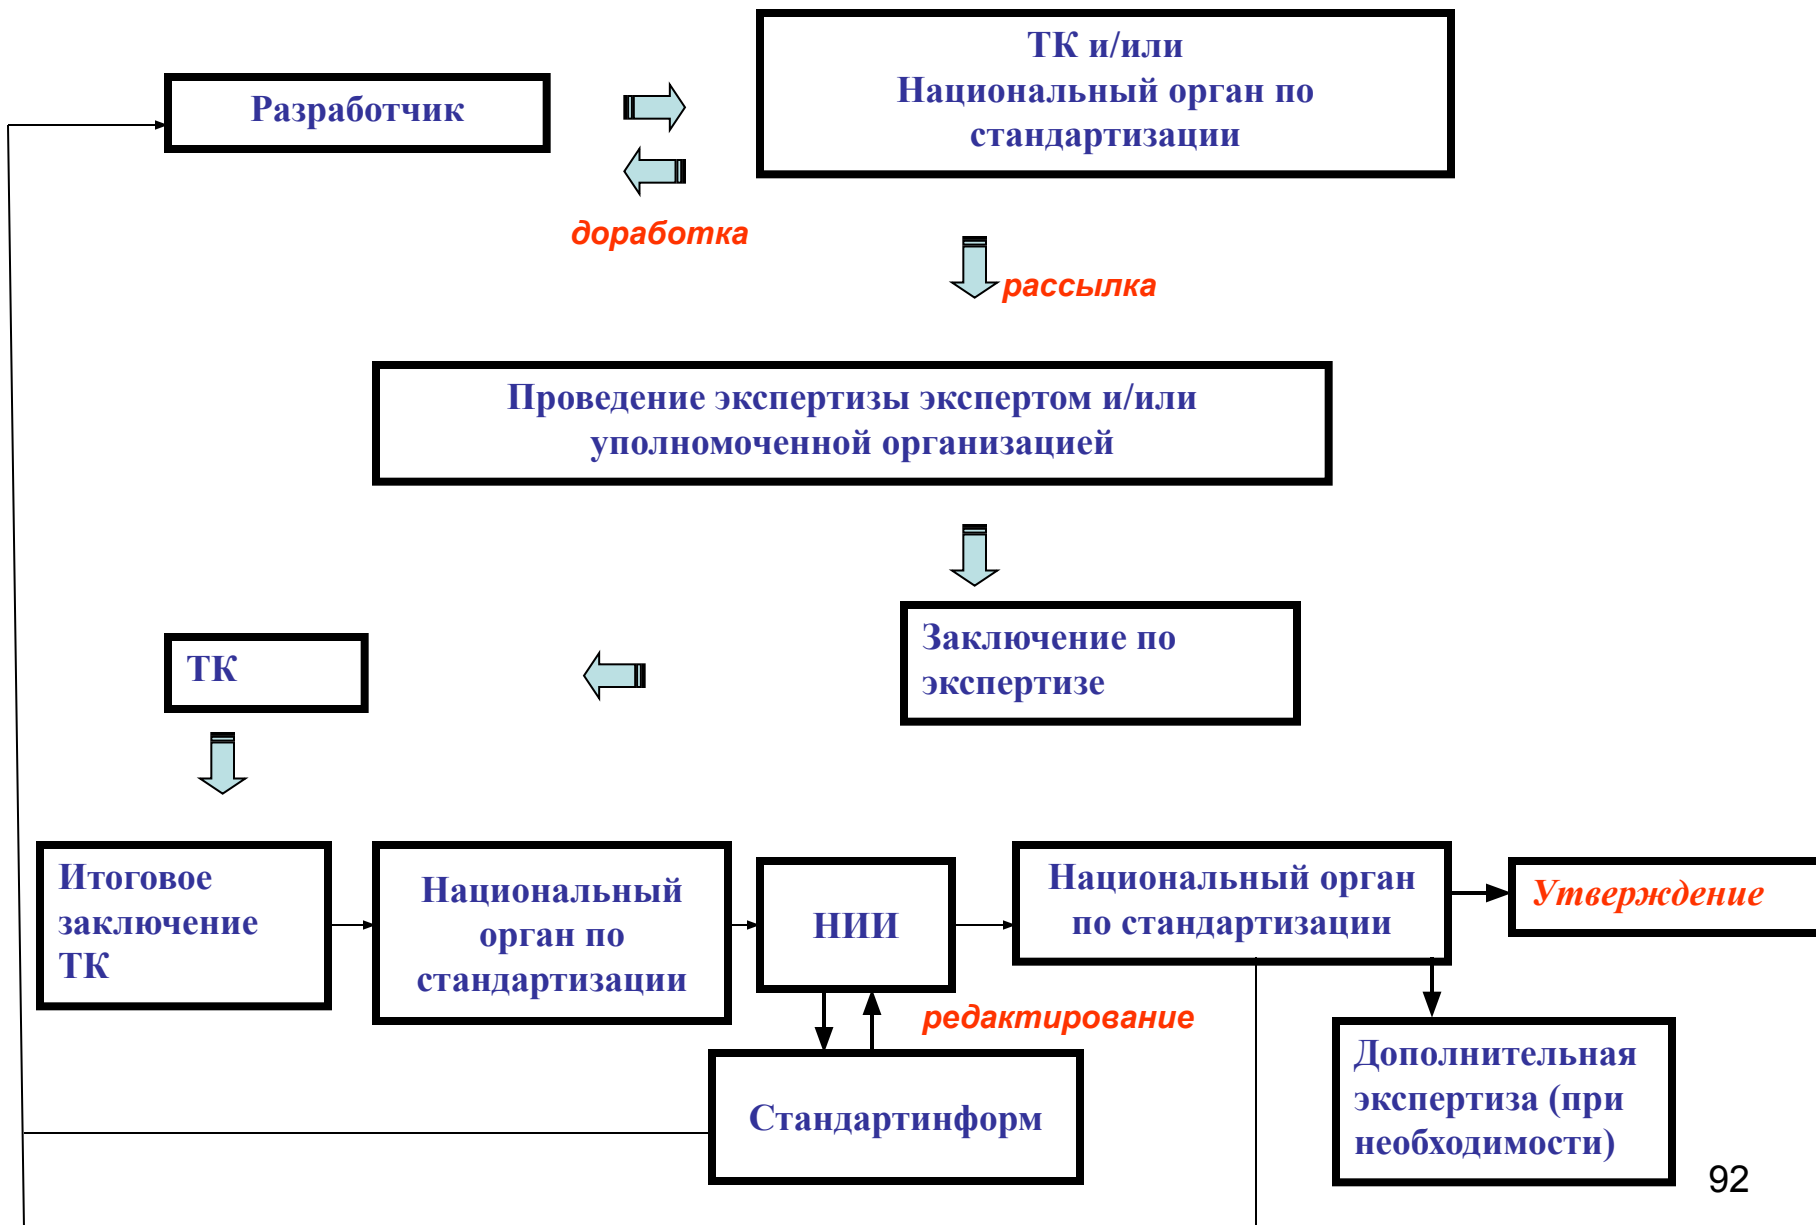 Разработчик
ТК и/или
Национальный орган по
стандартизации
доработка
рассылка
Проведение экспертизы экспертом и/или
уполномоченной организацией
Заключение по
экспертизе
ТК
Итоговое
заключение
ТК
Национальный
орган по
стандартизации
НИИ
Национальный орган
по стандартизации
Утверждение
редактирование
Стандартинформ
Дополнительная
экспертиза (при
необходимости)
92